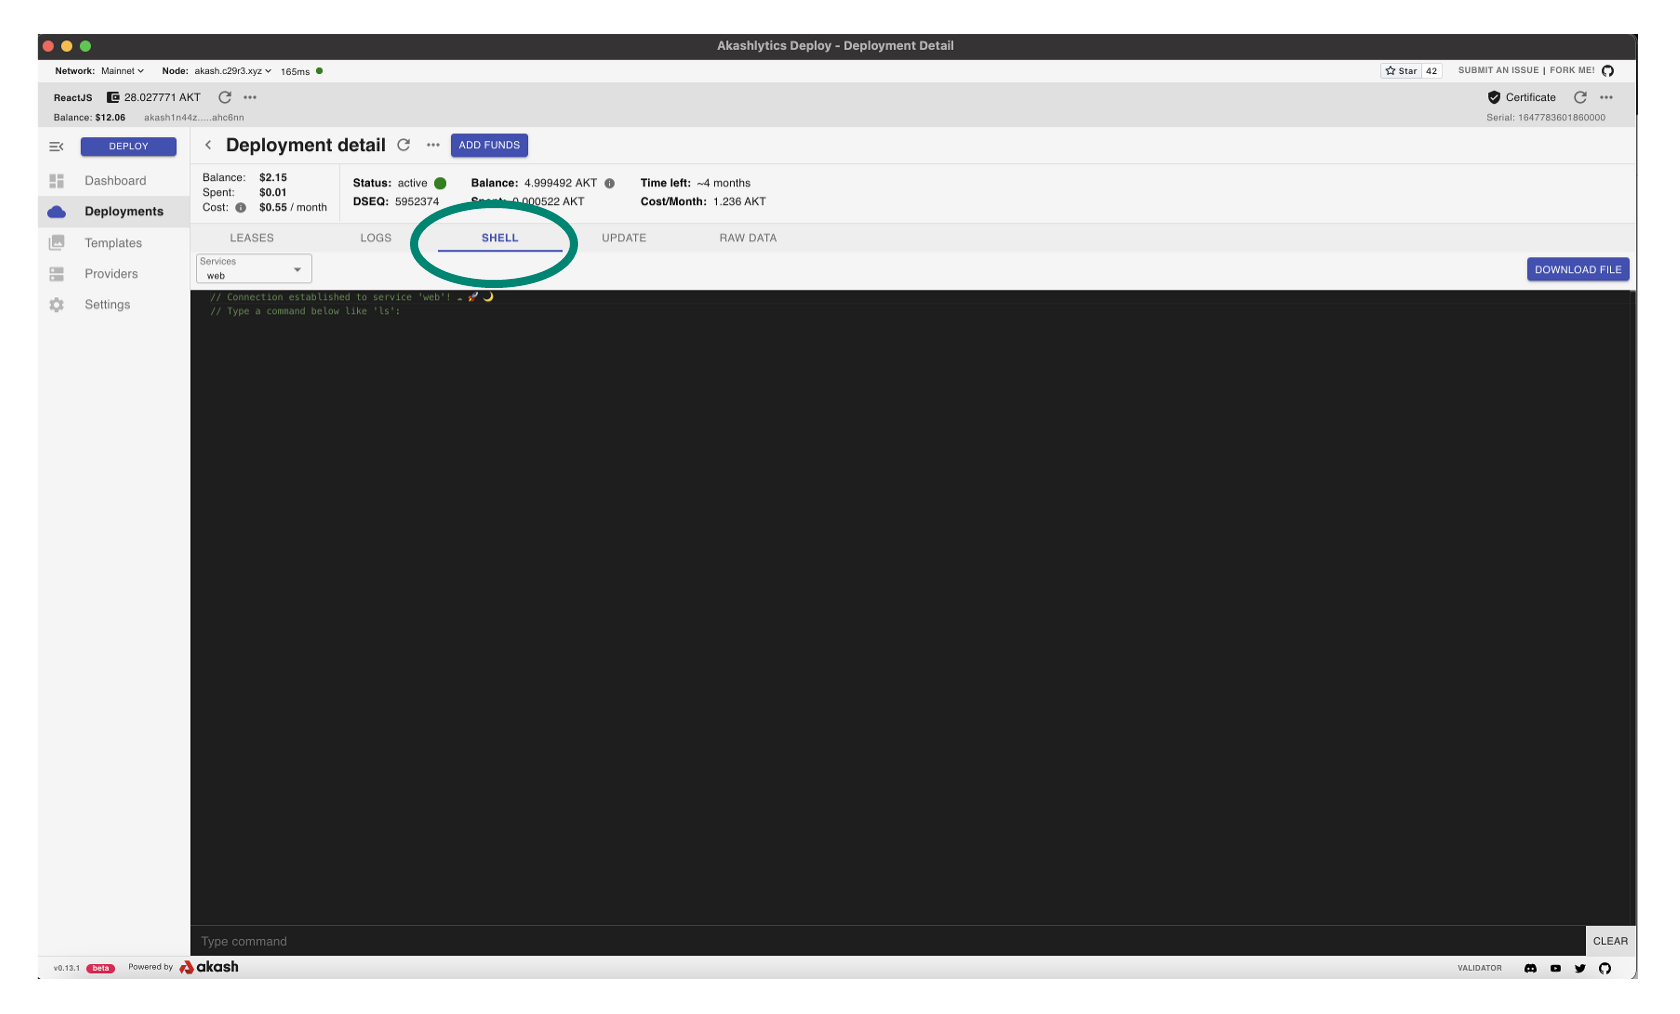 Akashlytics Deploy - Deployment Detail
Network: Mainnet Node: akash.c29r3.xyz 165ms Star 42 SUBMIT AN ISSUE | FORK ME!
ReactJS 28.027771 AKT ••• Certificate •••
Balance: $12.06 akash1n44z.....ahc6nn Serial: 1647783601860000
DEPLOY
Dashboard
Deployments
Templates
Providers
Settings
Deployment detail ••• ADD FUNDS
Balance: $2.15
Spent: $0.01
Cost: $0.55 / month
Status: active Balance: 4.999492 AKT Time left: ~4 months
DSEQ: 5952374 Spent: 0.000522 AKT Cost/Month: 1.236 AKT
LEASES LOGS SHELL UPDATE RAW DATA
Services
web
DOWNLOAD FILE
// Connection established to service 'web'! ☁ 🚀 🌙
// Type a command below like 'ls':
Type command CLEAR
v0.13.1 beta Powered by akash VALIDATOR